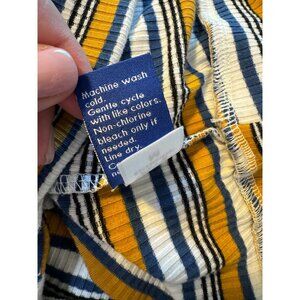 Machine wash
cold.
Gentle cycle
with like colors.
Non-chlorine
bleach only if
needed.
Line dry.